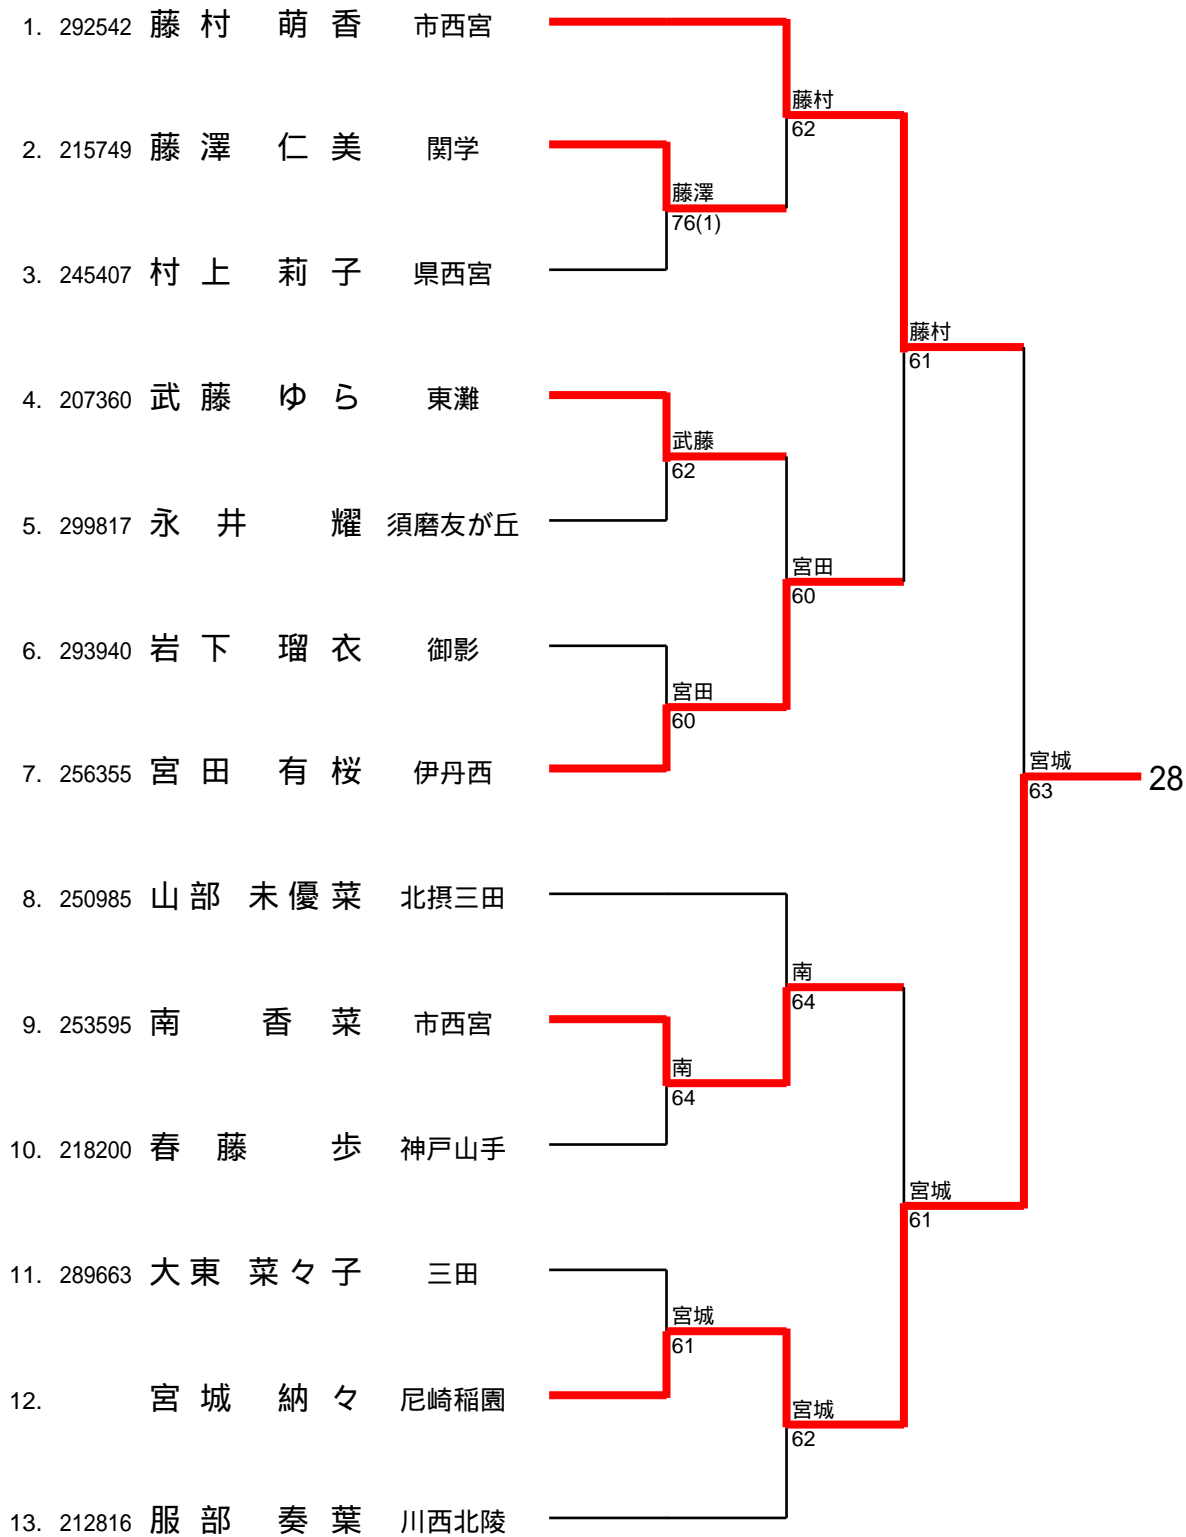 1. 292542 藤村 萌香 市西宮
藤村
62
2. 215749 藤澤 仁美 関学
藤澤
76(1)
3. 245407 村上 莉子 県西宮
藤村
61
4. 207360 武藤 ゆら 東灘
武藤
62
5. 299817 永井 耀 須磨友が丘
宮田
60
6. 293940 岩下 瑠衣 御影
宮田
60
7. 256355 宮田 有桜 伊丹西
宮城
63
28
8. 250985 山部 未優菜 北摂三田
南
64
9. 253595 南 香菜 市西宮
南
64
10. 218200 春藤 歩 神戸山手
宮城
61
11. 289663 大東 菜々子 三田
宮城
61
12. 宮城 納々 尼崎稲園
宮城
62
13. 212816 服部 奏葉 川西北陵